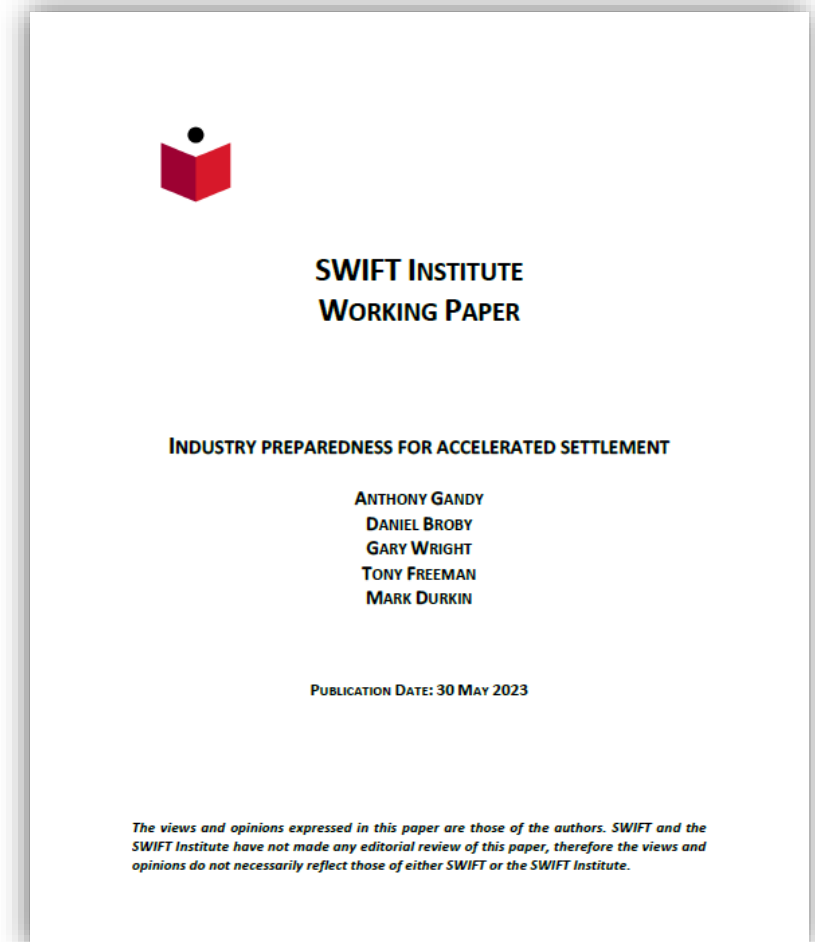 SWIFT INSTITUTE
WORKING PAPER
INDUSTRY PREPAREDNESS FOR ACCELERATED SETTLEMENT
ANTHONY GANDY
DANIEL BROBY
GARY WRIGHT
TONY FREEMAN
MARK DURKIN
PUBLICATION DATE: 30 MAY 2023
The views and opinions expressed in this paper are those of the authors. SWIFT and the
SWIFT Institute have not made any editorial review of this paper, therefore the views and
opinions do not necessarily reflect those of either SWIFT or the SWIFT Institute.